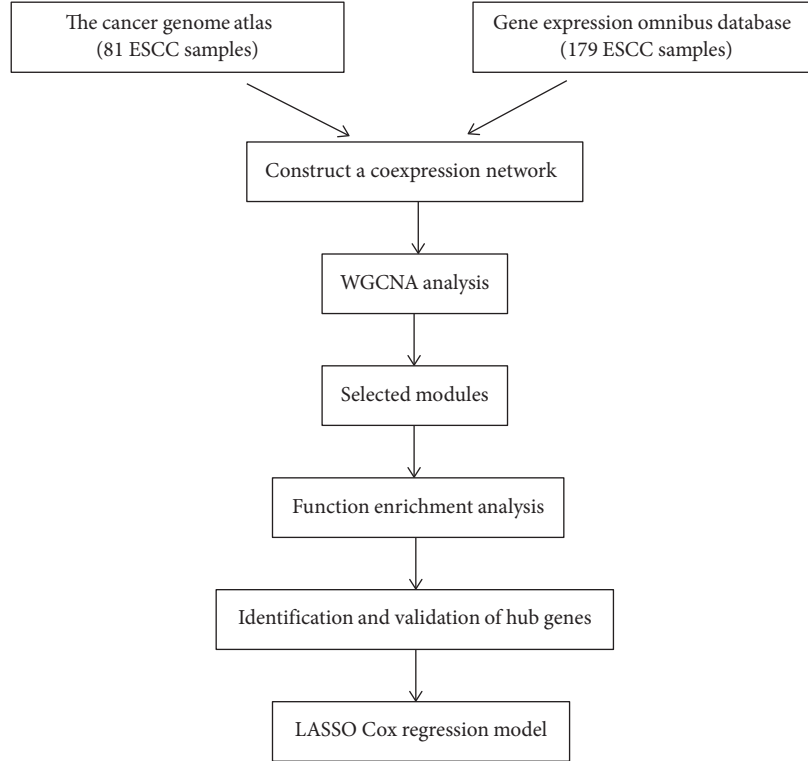 The cancer genome atlas
(81 ESCC samples)
Gene expression omnibus database
(179 ESCC samples)
Construct a coexpression network
WGCNA analysis
Selected modules
Function enrichment analysis
Identification and validation of hub genes
LASSO Cox regression model